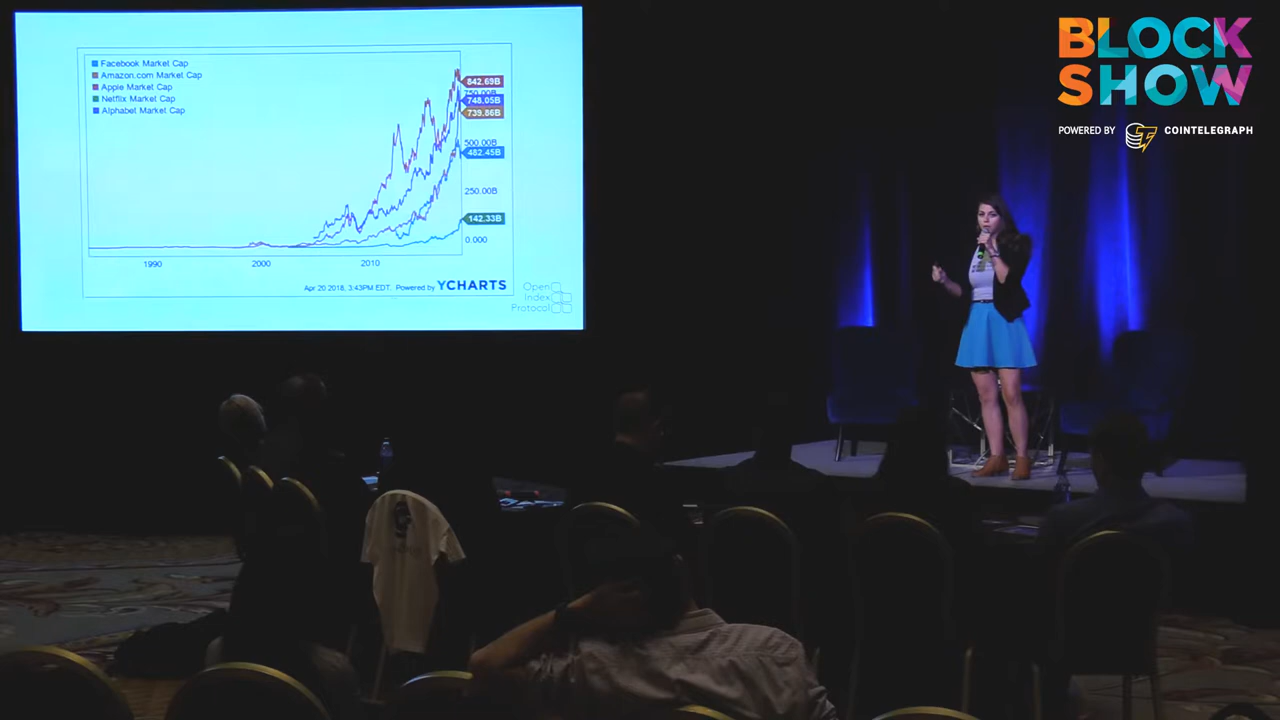 Facebook Market Cap
Amazon.com Market Cap
Apple Market Cap
Netflix Market Cap
Alphabet Market Cap
842.69B
750.00B
748.05B
739.86B
500.00B
482.45B
250.00B
142.33B
0.000
1990 2000 2010
Apr 20 2018, 3:43PM EDT. Powered by YCHARTS
Open
Index
Protocol
BLOCK
SHOW
POWERED BY COINTELEGRAPH